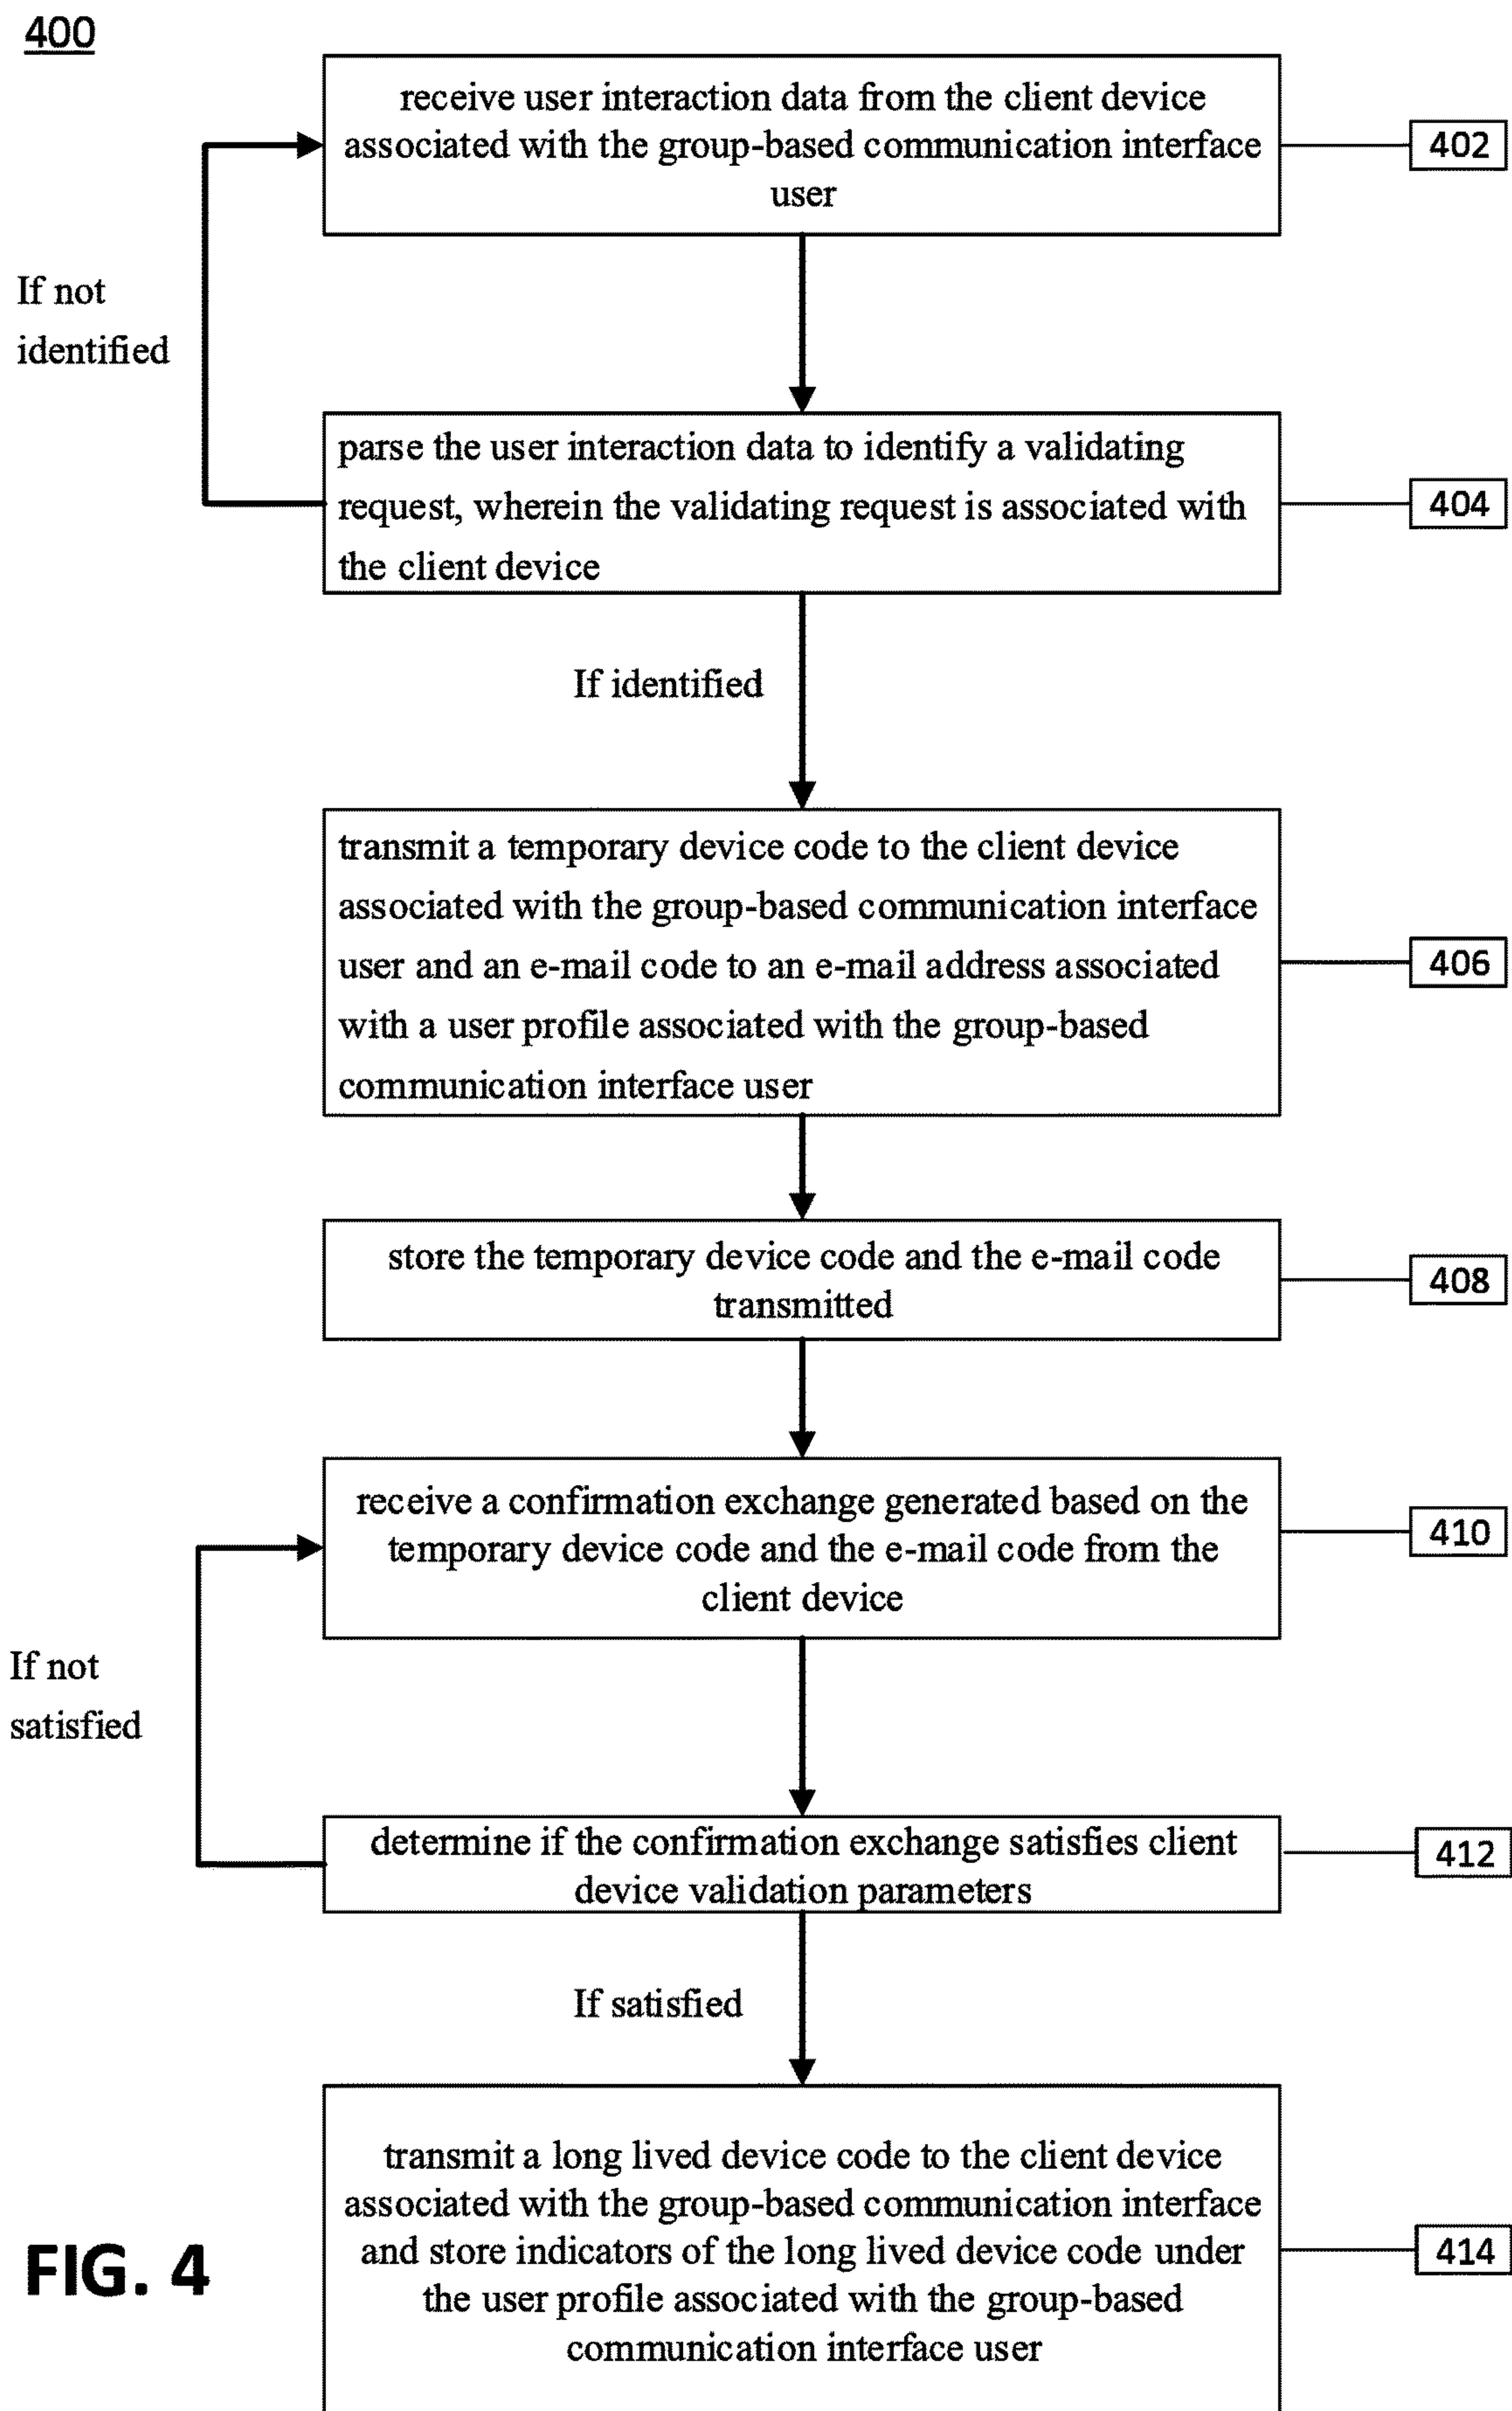 400
receive user interaction data from the client device
associated with the group-based communication interface
user
402
If not
identified
parse the user interaction data to identify a validating
request, wherein the validating request is associated with
the client device
404
If identified
transmit a temporary device code to the client device
associated with the group-based communication interface
user and an e-mail code to an e-mail address associated
with a user profile associated with the group-based
communication interface user
406
store the temporary device code and the e-mail code
transmitted
408
receive a confirmation exchange generated based on the
temporary device code and the e-mail code from the
client device
410
If not
satisfied
determine if the confirmation exchange satisfies client
device validation parameters
412
If satisfied
transmit a long lived device code to the client device
associated with the group-based communication interface
and store indicators of the long lived device code under
the user profile associated with the group-based
communication interface user
414
FIG. 4